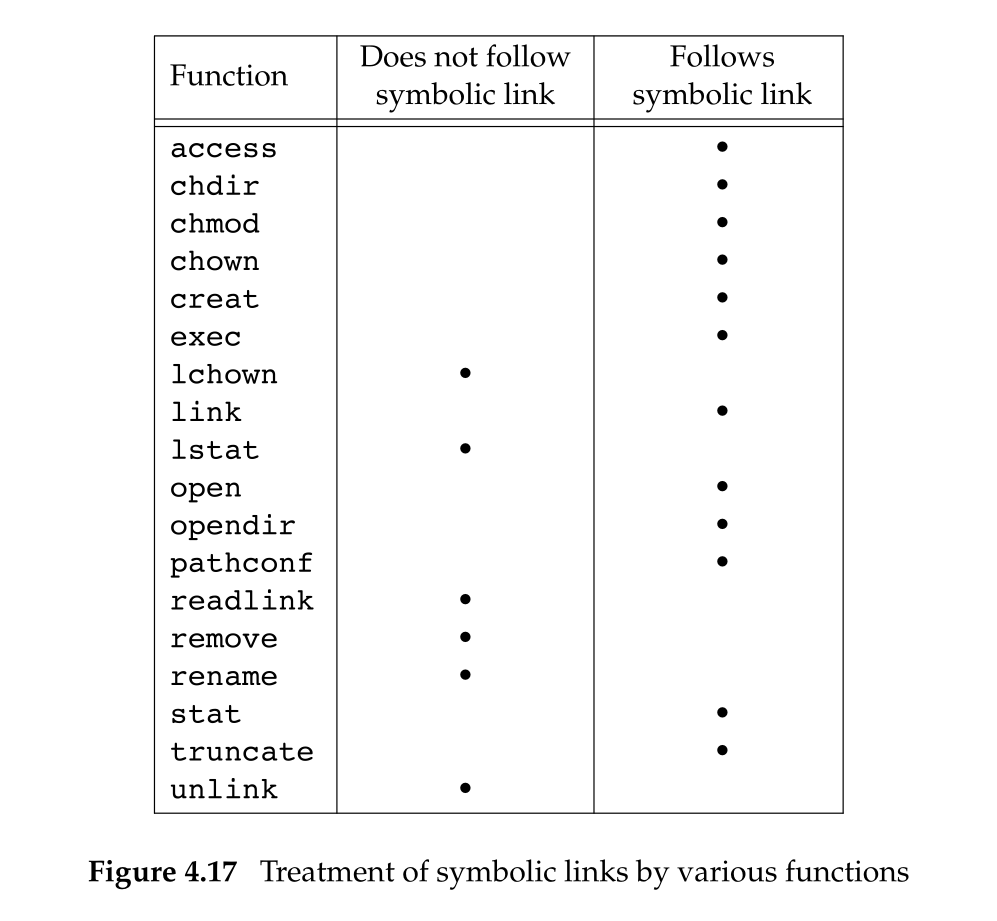 Function Does not follow symbolic link Follows symbolic link
access •
chdir •
chmod •
chown •
creat •
exec •
lchown •
link •
lstat •
open •
opendir •
pathconf •
readlink •
remove •
rename •
stat •
truncate •
unlink •
Figure 4.17 Treatment of symbolic links by various functions